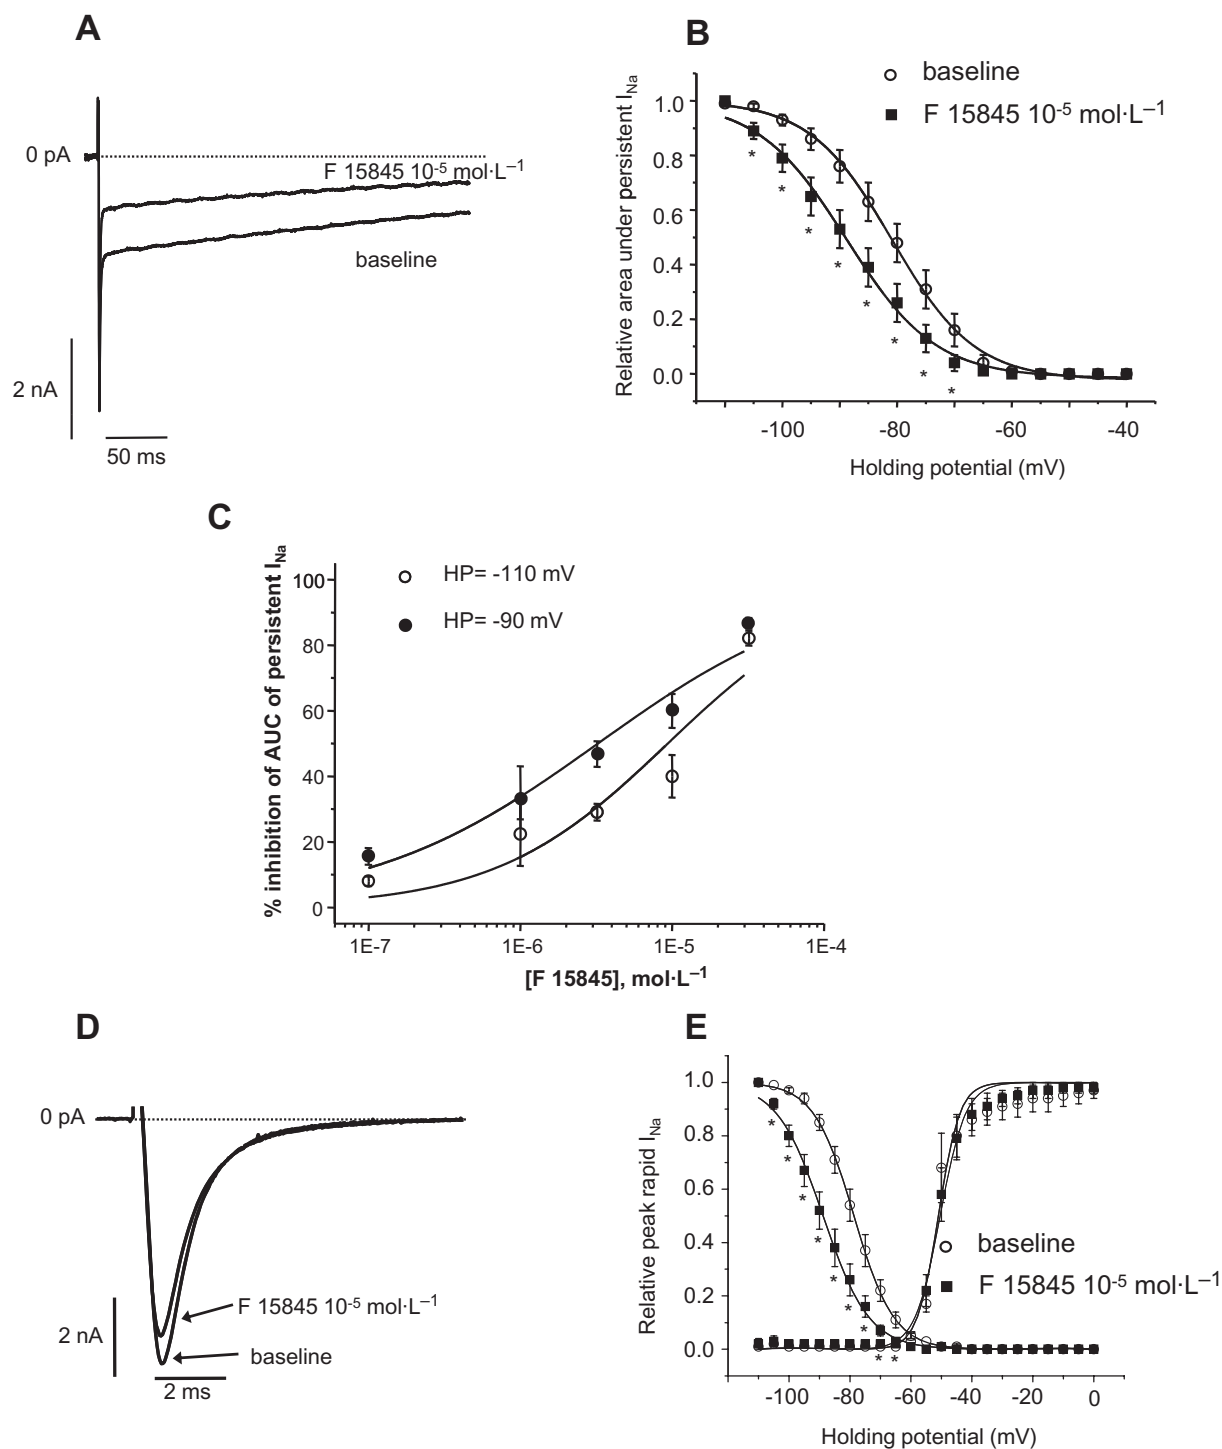 A
0 pA
F 15845 10⁻⁵ mol·L⁻¹
baseline
2 nA
50 ms
B
baseline
F 15845 10⁻⁵ mol·L⁻¹
Relative area under persistent I_Na
1.0
0.8
0.6
0.4
0.2
0.0
* * * * * * * *
-100 -80 -60 -40
Holding potential (mV)
C
HP= -110 mV
HP= -90 mV
% inhibition of AUC of persistent I_Na
100
80
60
40
20
0
1E-7 1E-6 1E-5 1E-4
[F 15845], mol·L⁻¹
D
0 pA
F 15845 10⁻⁵ mol·L⁻¹
baseline
2 nA
2 ms
E
Relative peak rapid I_Na
1.0
0.8
0.6
0.4
0.2
0.0
* * * * * * * * *
baseline
F 15845 10⁻⁵ mol·L⁻¹
-100 -80 -60 -40 -20 0
Holding potential (mV)